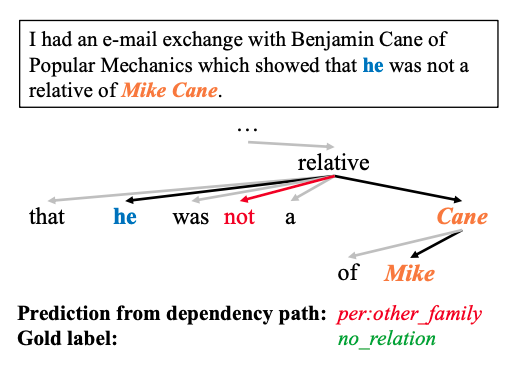 I had an e-mail exchange with Benjamin Cane of
Popular Mechanics which showed that he was not a
relative of Mike Cane.
...
relative
that he was not a Cane
of Mike
Prediction from dependency path: per:other_family
Gold label: no_relation